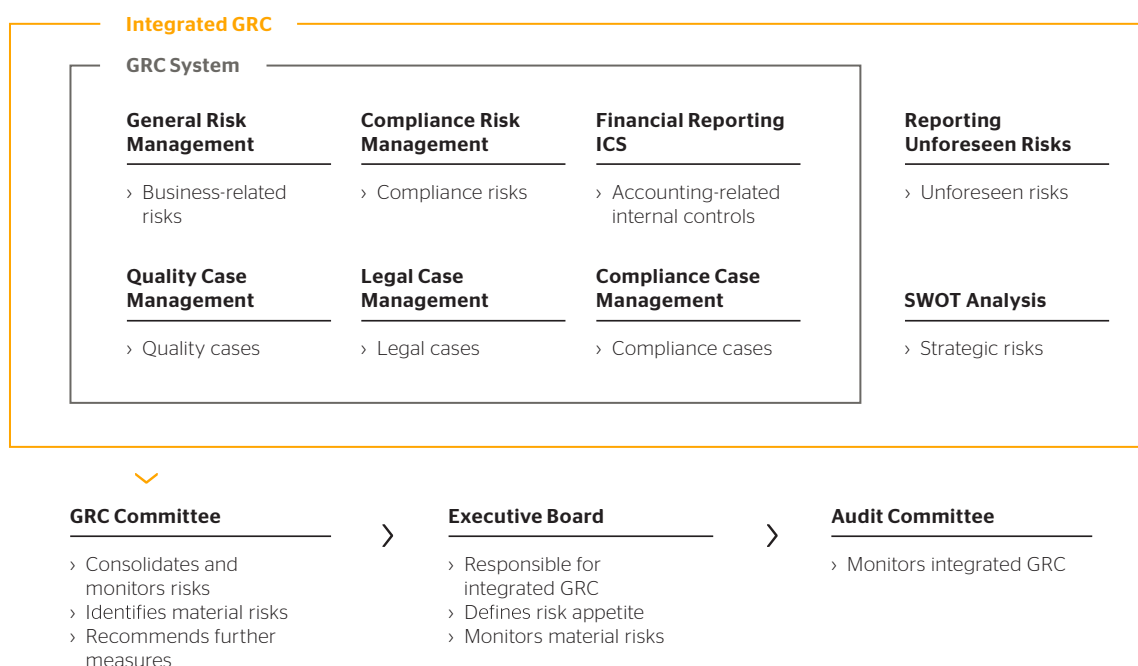 Integrated GRC
GRC System
General Risk
Management
› Business-related
risks
Compliance Risk
Management
› Compliance risks
Financial Reporting
ICS
› Accounting-related
internal controls
Reporting
Unforeseen Risks
› Unforeseen risks
Quality Case
Management
› Quality cases
Legal Case
Management
› Legal cases
Compliance Case
Management
› Compliance cases
SWOT Analysis
› Strategic risks
GRC Committee
› Consolidates and
monitors risks
› Identifies material risks
› Recommends further
measures
Executive Board
› Responsible for
integrated GRC
› Defines risk appetite
› Monitors material risks
Audit Committee
› Monitors integrated GRC